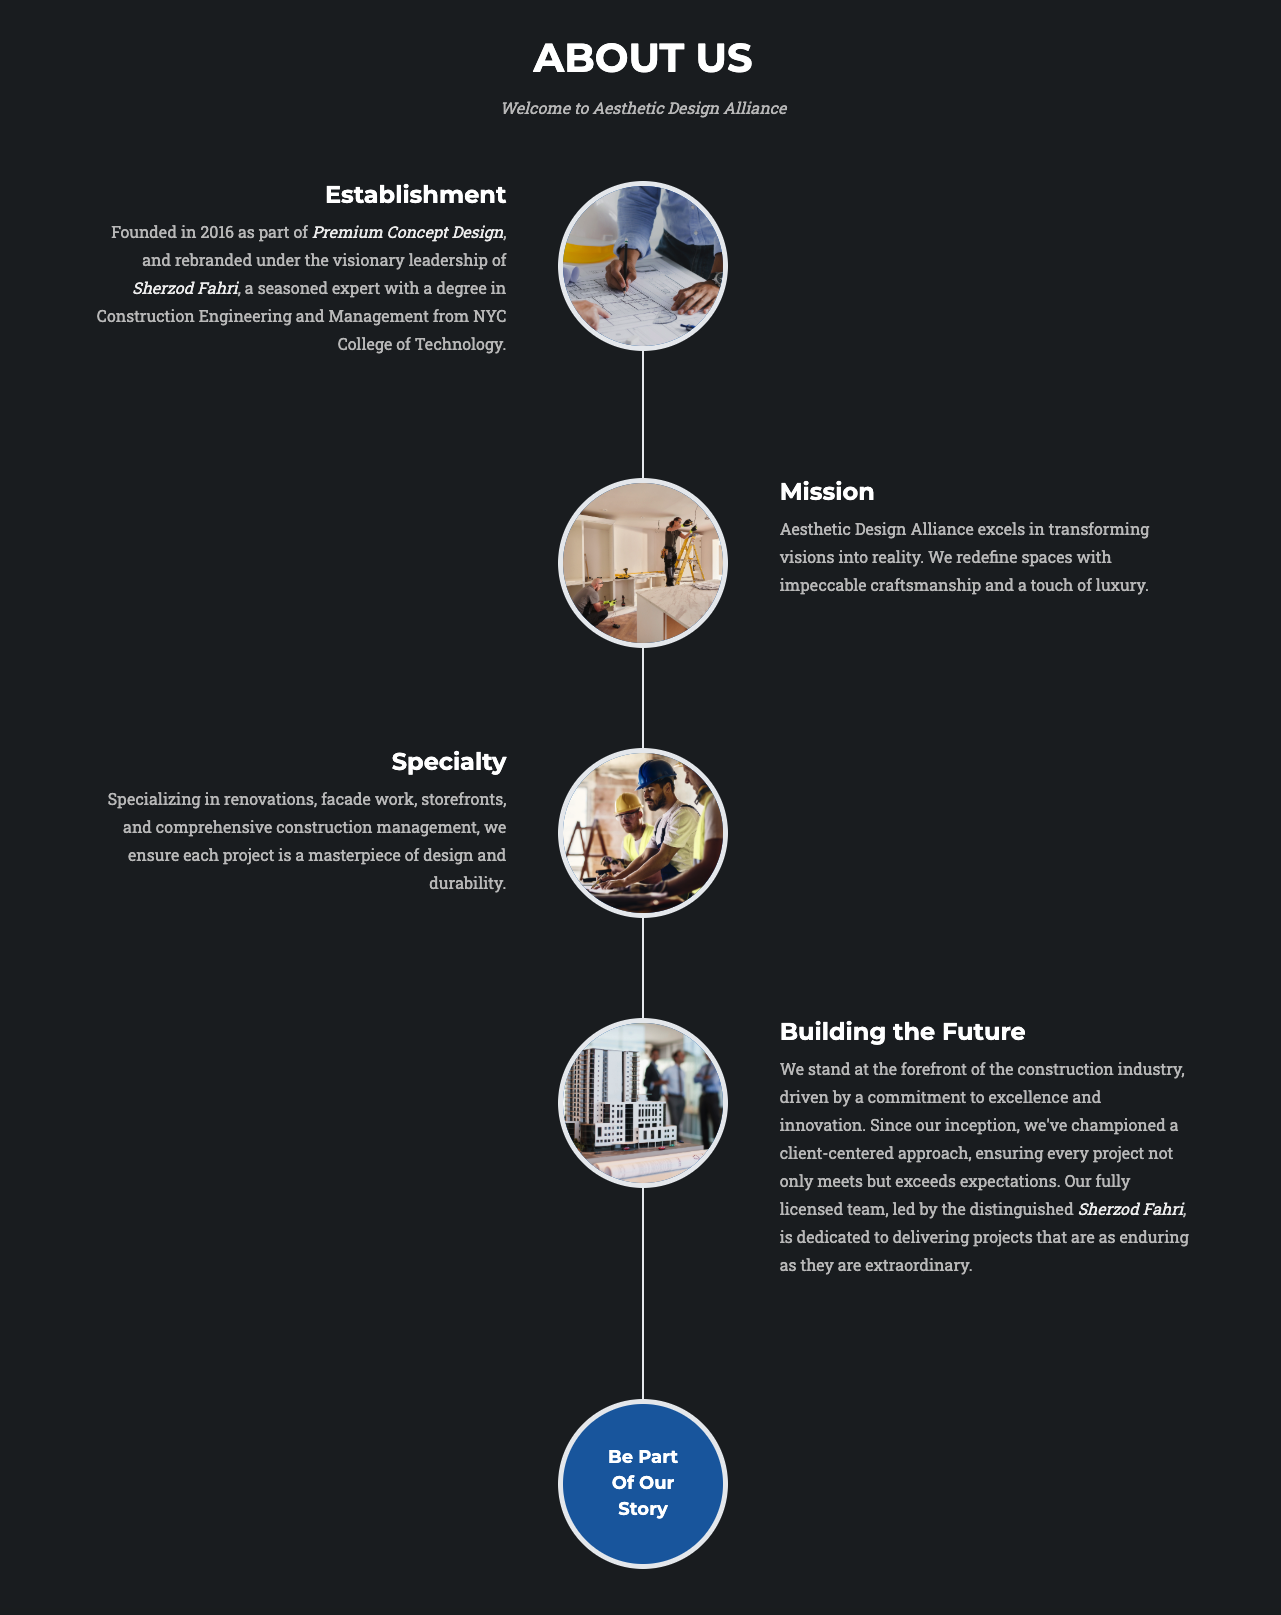 ABOUT US
Welcome to Aesthetic Design Alliance
Establishment
Founded in 2016 as part of Premium Concept Design,
and rebranded under the visionary leadership of
Sherzod Fahri, a seasoned expert with a degree in
Construction Engineering and Management from NYC
College of Technology.
Mission
Aesthetic Design Alliance excels in transforming
visions into reality. We redefine spaces with
impeccable craftsmanship and a touch of luxury.
Specialty
Specializing in renovations, facade work, storefronts,
and comprehensive construction management, we
ensure each project is a masterpiece of design and
durability.
Building the Future
We stand at the forefront of the construction industry,
driven by a commitment to excellence and
innovation. Since our inception, we've championed a
client-centered approach, ensuring every project not
only meets but exceeds expectations. Our fully
licensed team, led by the distinguished Sherzod Fahri,
is dedicated to delivering projects that are as enduring
as they are extraordinary.
Be Part
Of Our
Story